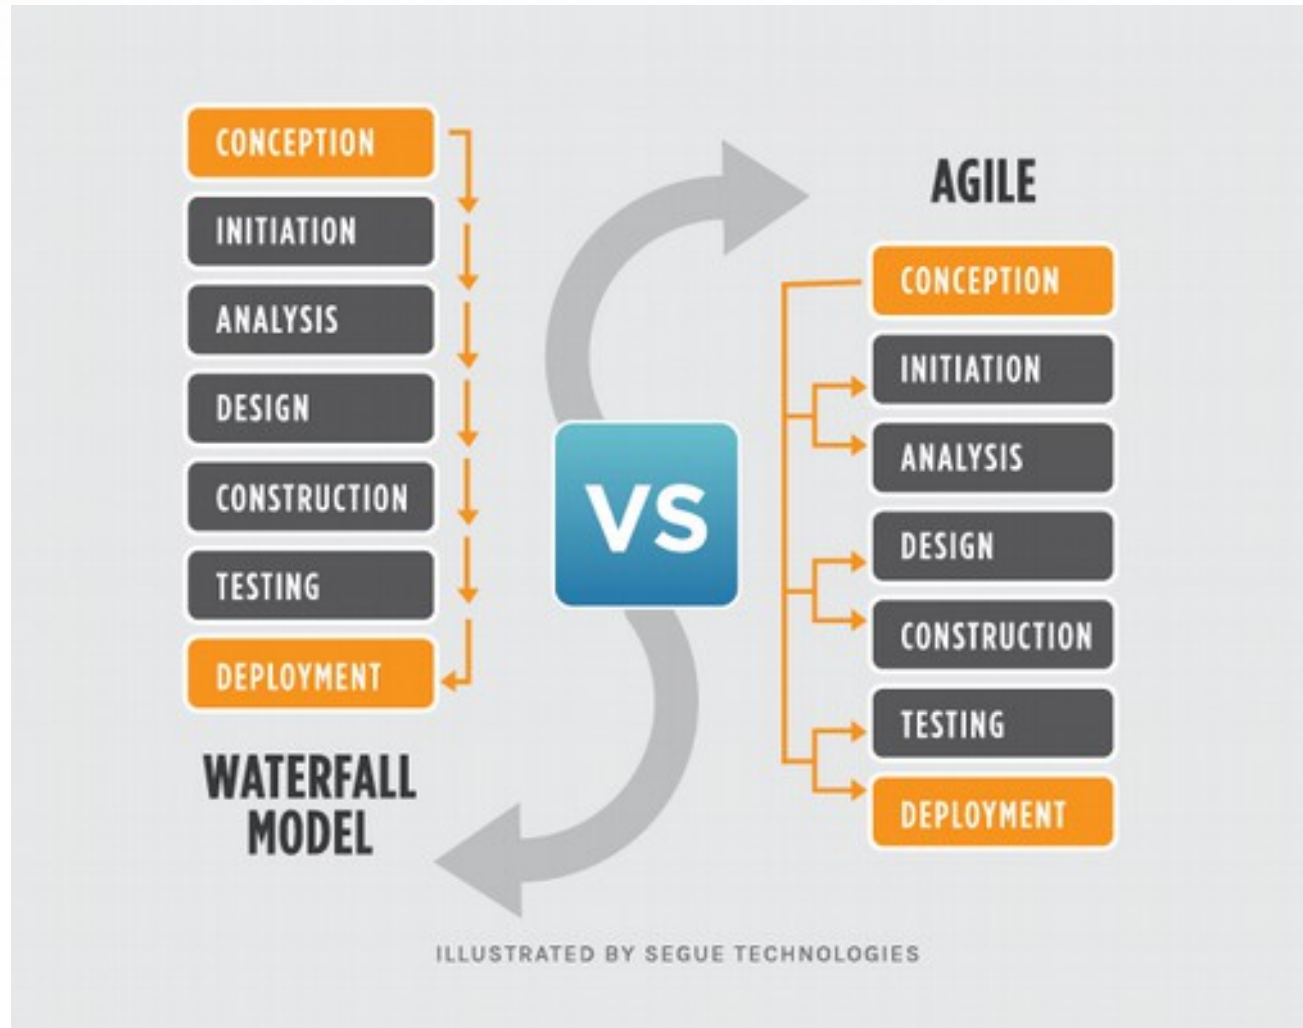 CONCEPTION
INITIATION
ANALYSIS
DESIGN
CONSTRUCTION
TESTING
DEPLOYMENT
WATERFALL
MODEL
VS
AGILE
CONCEPTION
INITIATION
ANALYSIS
DESIGN
CONSTRUCTION
TESTING
DEPLOYMENT
ILLUSTRATED BY SEGUE TECHNOLOGIES